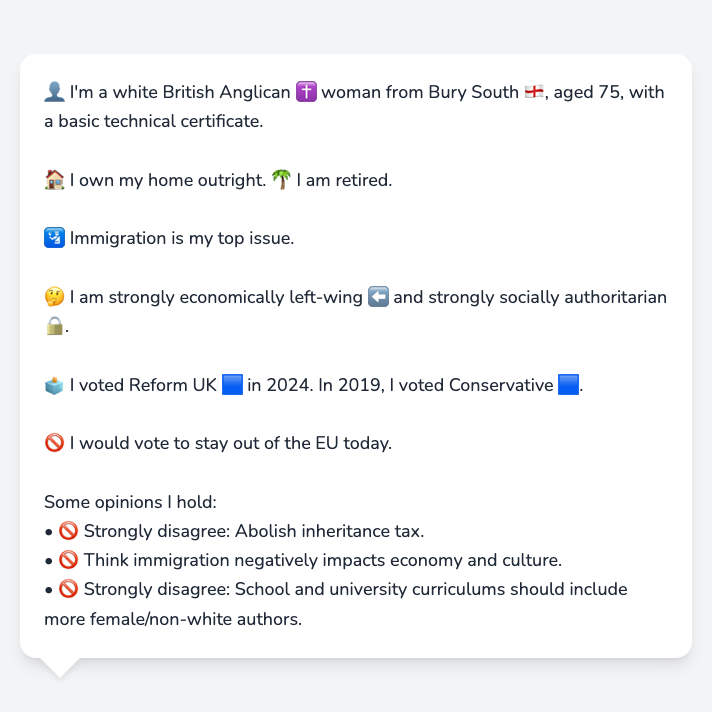 👤 I'm a white British Anglican ✝️ woman from Bury South 🏴󠁧󠁢󠁥󠁮󠁧󠁿, aged 75, with
a basic technical certificate.
🏠 I own my home outright. 🌴 I am retired.
🛂 Immigration is my top issue.
🤔 I am strongly economically left-wing ⬅️ and strongly socially authoritarian
🔒.
🗳️ I voted Reform UK 🟦 in 2024. In 2019, I voted Conservative 🟦.
🚫 I would vote to stay out of the EU today.
Some opinions I hold:
• 🚫 Strongly disagree: Abolish inheritance tax.
• 🚫 Think immigration negatively impacts economy and culture.
• 🚫 Strongly disagree: School and university curriculums should include
more female/non-white authors.